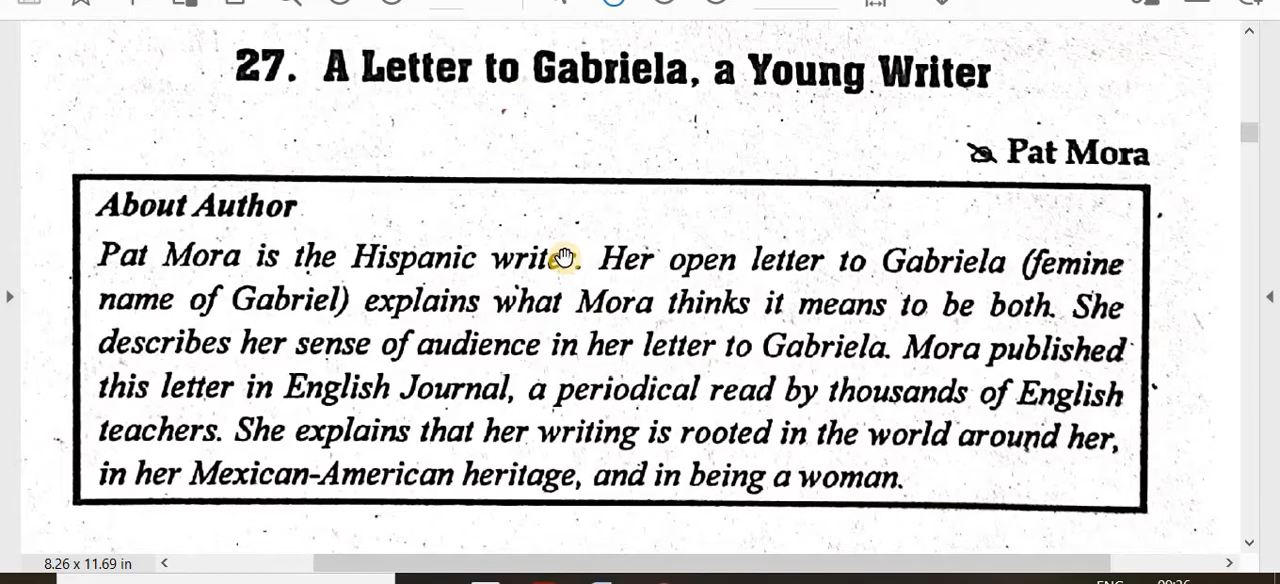 27. A Letter to Gabriela, a Young Writer
Pat Mora
About Author
Pat Mora is the Hispanic writer. Her open letter to Gabriela (femine
name of Gabriel) explains what Mora thinks it means to be both. She
describes her sense of audience in her letter to Gabriela. Mora published
this letter in English Journal, a periodical read by thousands of English
teachers. She explains that her writing is rooted in the world around her,
in her Mexican-American heritage, and in being a woman.
8.26 x 11.69 in